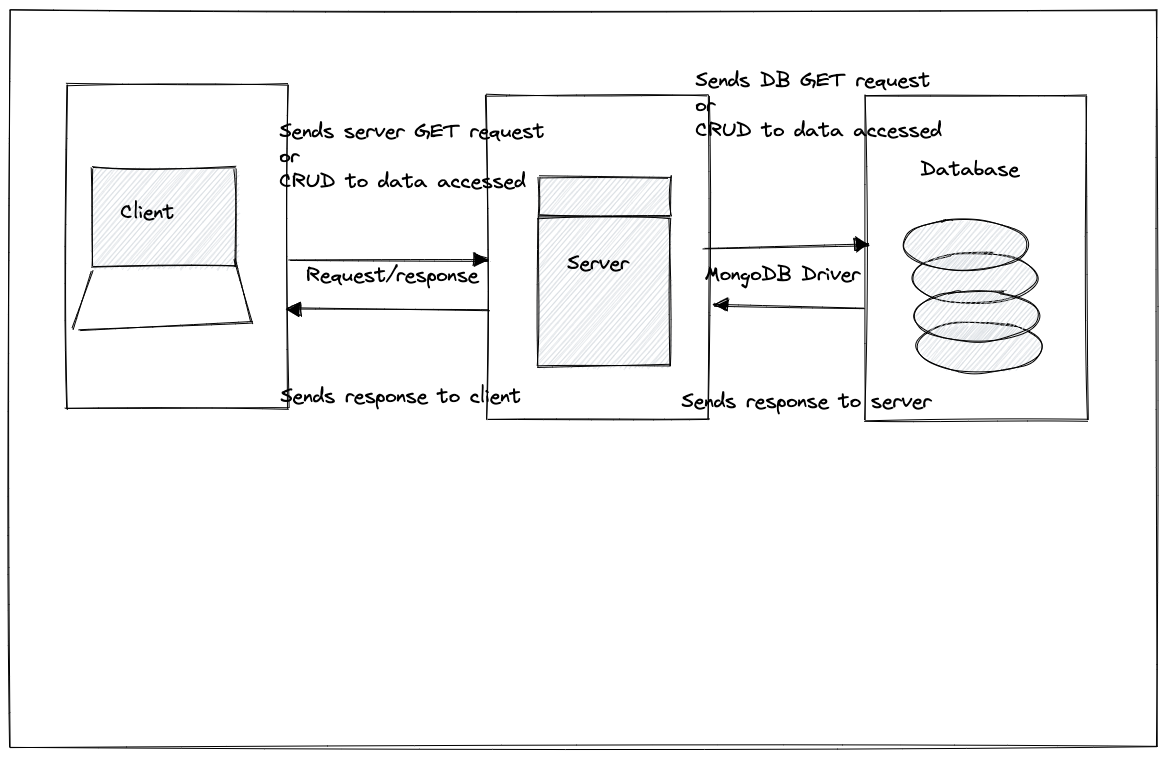 Sends DB GET request
or
CRUD to data accessed
Sends server GET request
or
CRUD to data accessed
Database
Client
Server
Request/response
MongoDB Driver
Sends response to client
Sends response to server